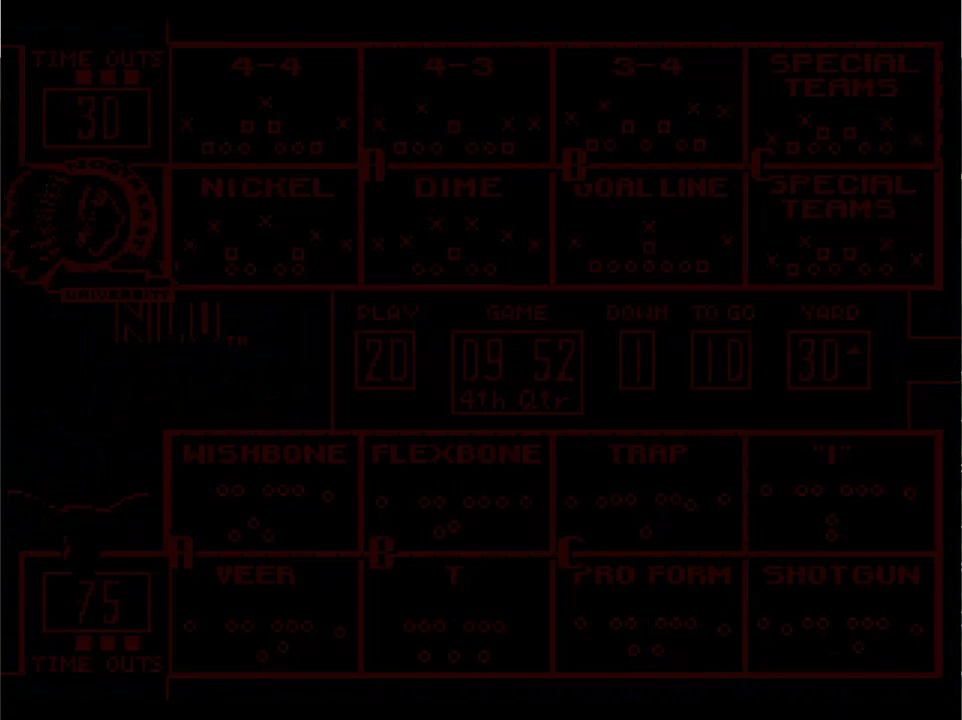 TIME OUTS
30
4-4
4-3
3-4
SPECIAL
TEAMS
A
B
C
NICKEL
DIME
GOAL LINE
SPECIAL
TEAMS
UNIVERSITY
PLAY
GAME
DOWN
TO GO
YARD
20
09 52
1
10
30
4th Qtr
TM
WISHBONE
FLEXBONE
TRAP
"I"
A
B
C
VEER
T
PRO FORM
SHOTGUN
75
TIME OUTS